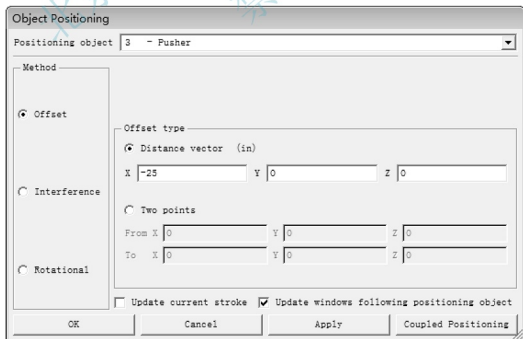 Object Positioning
Positioning object 3 - Pusher
Method
Offset
Offset type
Distance vector (in)
X -25 Y 0 Z 0
Interference
Two points
From X 0 Y 0 Z 0
To X 0 Y 0 Z 0
Rotational
Update current stroke Update windows following positioning object
OK Cancel Apply Coupled Positioning